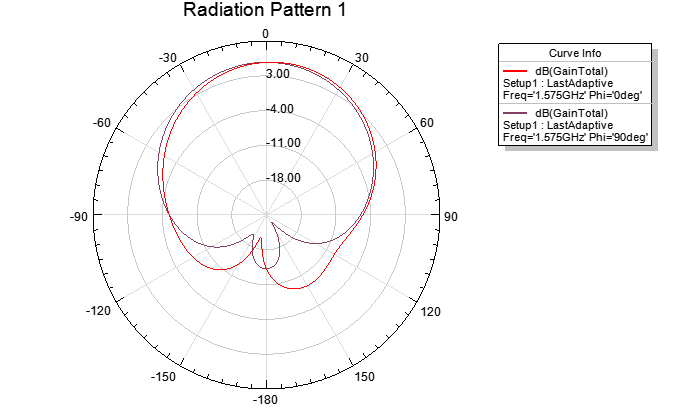 Radiation Pattern 1
0
-30
30
3.00
-60
-4.00
60
-11.00
-18.00
-90
90
-120
120
-150
150
-180
Curve Info
dB(GainTotal)
Setup1 : LastAdaptive
Freq='1.575GHz' Phi='0deg'
dB(GainTotal)
Setup1 : LastAdaptive
Freq='1.575GHz' Phi='90deg'